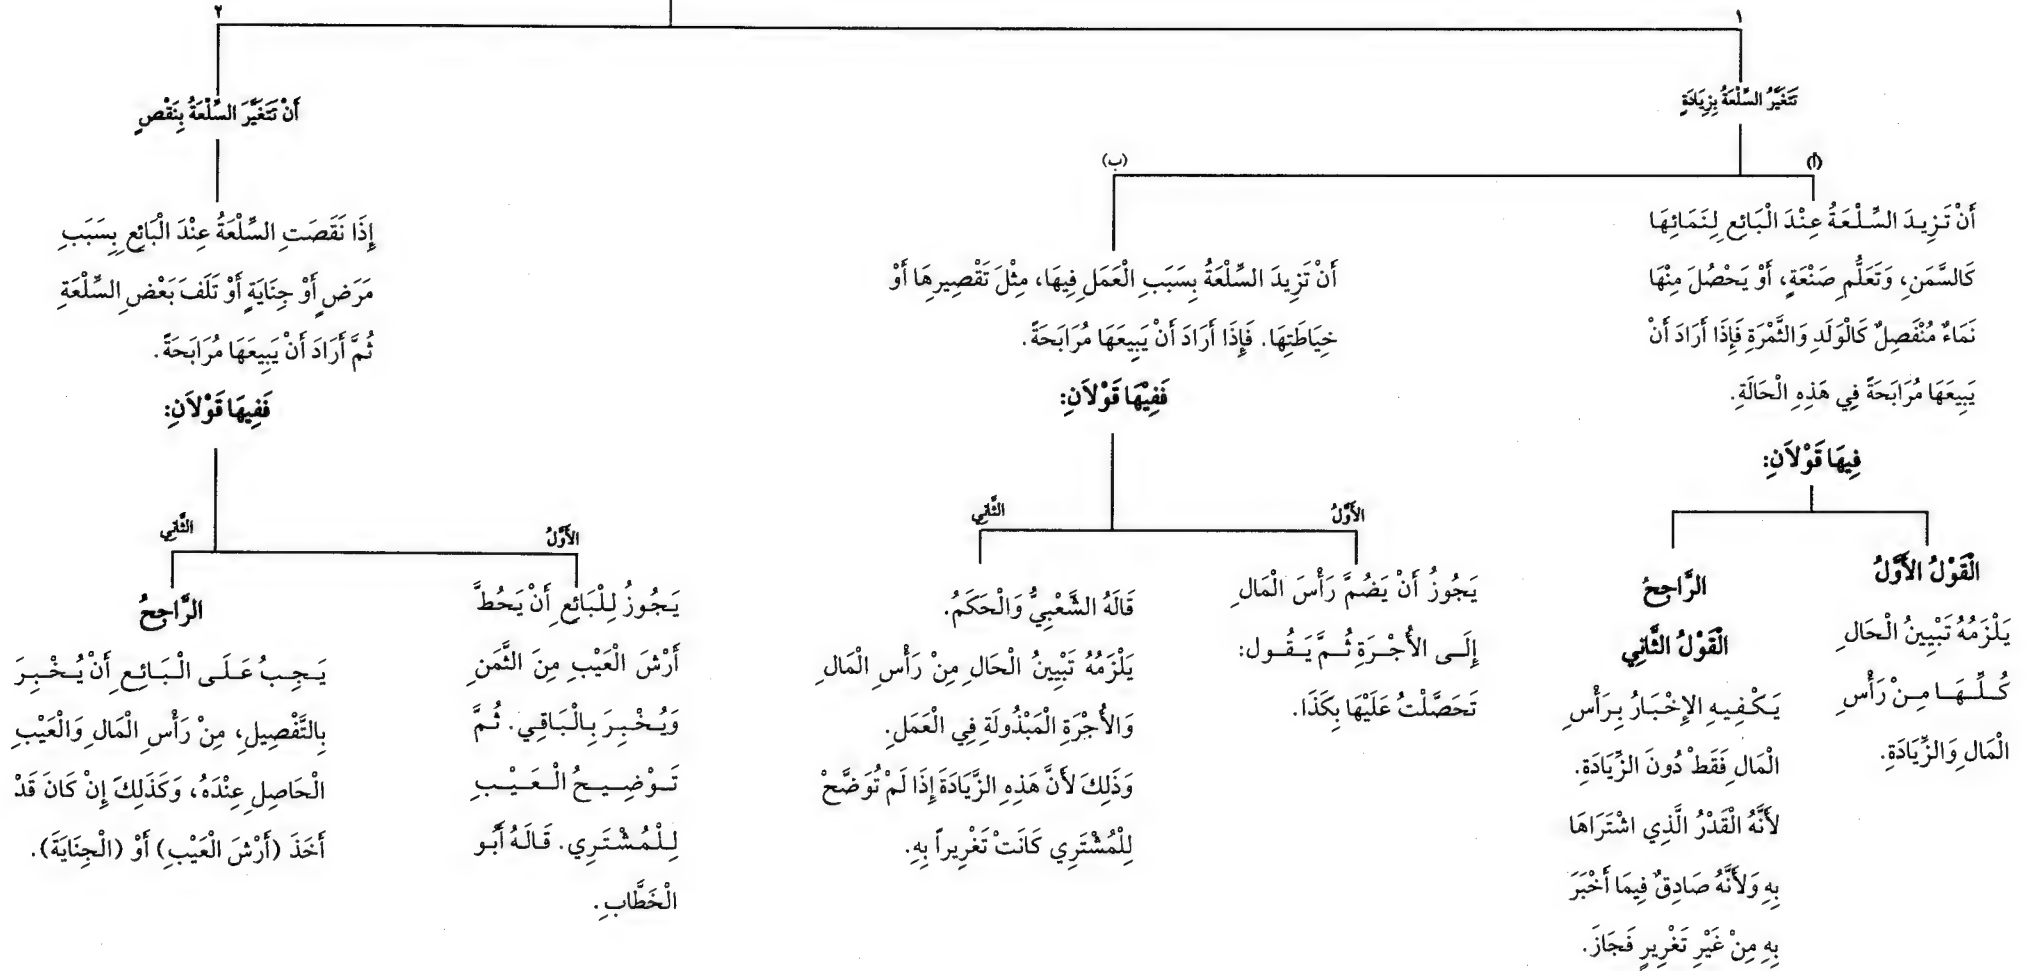 ١
تَتَغَيَّرُ السِّلْعَةُ بِزِيَادَةٍ
(أ)
أَنْ تَزِيدَ السِّلْعَةُ عِنْدَ الْبَائِعِ لِنَمَائِهَا
كَالسَّمَنِ، وَتَعَلُّمِ صَنْعَةٍ، أَوْ يَحْصُلَ مِنْهَا
نَمَاءٌ مُنْفَصِلٌ كَالْوَلَدِ وَالثَّمْرَةِ فَإِذَا أَرَادَ أَنْ
يَبِيعَهَا مُرَابَحَةً فِي هَذِهِ الْحَالَةِ.
فِيهَا قَوْلاَنِ:
الْقَوْلُ الأَوَّلُ
يَلْزَمُهُ تَبْيِينُ الْحَالِ
كُلِّهَا مِنْ رَأْسِ
الْمَالِ وَالزِّيَادَةِ.
الرَّاجِحُ
الْقَوْلُ الثَّانِي
يَكْفِيهِ الإِخْبَارُ بِرَأْسِ
الْمَالِ فَقَطْ دُونَ الزِّيَادَةِ.
لأَنَّهُ الْقَدْرُ الَّذِي اشْتَرَاهَا
بِهِ وَلأَنَّهُ صَادِقٌ فِيمَا أَخْبَرَ
بِهِ مِنْ غَيْرِ تَغْرِيرٍ فَجَازَ.
(ب)
أَنْ تَزِيدَ السِّلْعَةُ بِسَبَبِ الْعَمَلِ فِيهَا، مِثْلَ تَقْصِيرِهَا أَوْ
خِيَاطَتِهَا. فَإِذَا أَرَادَ أَنْ يَبِيعَهَا مُرَابَحَةً.
فَفِيْهَا قَوْلاَنِ:
الأَوَّلُ
يَجُوزُ أَنْ يَضُمَّ رَأْسَ الْمَالِ
إِلَى الأُجْرَةِ ثُمَّ يَقُول:
تَحَصَّلْتُ عَلَيْهَا بِكَذَا.
الثَّانِي
قَالَهُ الشَّعْبِيُّ وَالْحَكَمُ.
يَلْزَمُهُ تَبْيِينُ الْحَالِ مِنْ رَأْسِ الْمَالِ
وَالأُجْرَةِ الْمَبْذُولَةِ فِي الْعَمَلِ.
وَذَلِكَ لأَنَّ هَذِهِ الزَّيَادَةَ إِذَا لَمْ تُوَضَّحْ
لِلْمُشْتَرِي كَانَتْ تَغْرِيراً بِهِ.
٢
أَنْ تَتَغَيَّرَ السِّلْعَةُ بِنَقْصٍ
إِذَا نَقَصَتِ السِّلْعَةُ عِنْدَ الْبَائِعِ بِسَبَبِ
مَرَضٍ أَوْ جِنَايَةٍ أَوْ تَلَفَ بَعْضِ السِّلْعَةِ
ثُمَّ أَرَادَ أَنْ يَبِيعَهَا مُرَابَحَةً.
فَفِيهَا قَوْلاَنِ:
الأَوَّلُ
يَجُوزُ لِلْبَائِعِ أَنْ يَحُطَّ
أَرْشَ الْعَيْبِ مِنَ الثَّمَنِ
وَيُخْبِرَ بِالْبَاقِي. ثُمَّ
تَوْضِيحُ الْعَيْبِ
لِلْمُشْتَرِي. قَالَهُ أَبُو
الْخَطَّابِ.
الثَّانِي
الرَّاجِحُ
يَجِبُ عَلَى الْبَائِعِ أَنْ يُخْبِرَ
بِالتَّفْصِيلِ، مِنْ رَأْسِ الْمَالِ وَالْعَيْبِ
الْحَاصِلِ عِنْدَهُ، وَكَذَلِكَ إِنْ كَانَ قَدْ
أَخَذَ (أَرْشَ الْعَيْبِ) أَوْ (الْجِنَايَةَ).